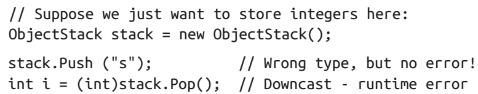 // Suppose we just want to store integers here:
ObjectStack stack = new ObjectStack();
stack.Push ("s");           // Wrong type, but no error!
int i = (int)stack.Pop();  // Downcast - runtime error